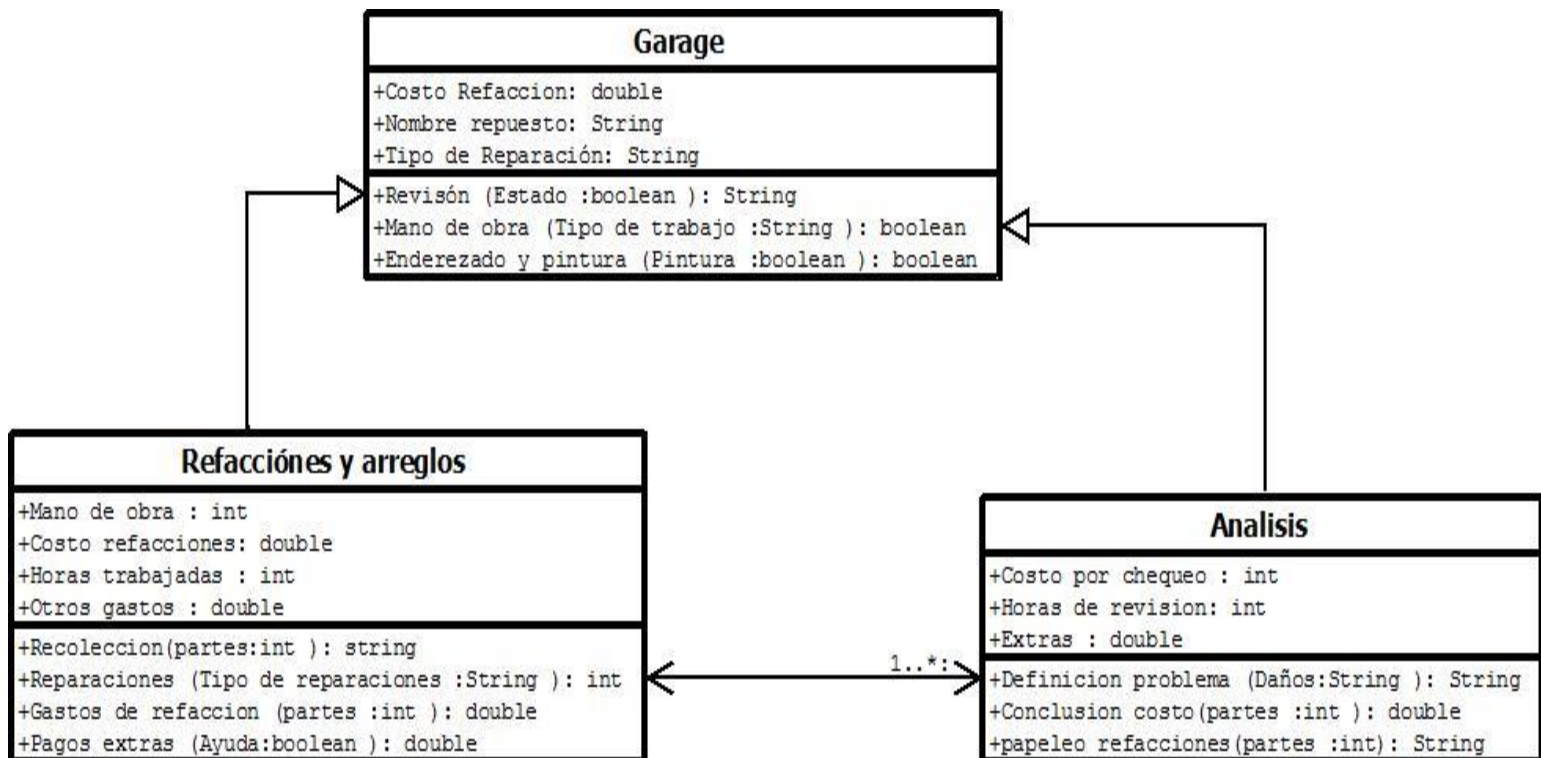 Garage
+Costo Refaccion: double
+Nombre repuesto: String
+Tipo de Reparación: String
+Revisón (Estado :boolean ): String
+Mano de obra (Tipo de trabajo :String ): boolean
+Enderezado y pintura (Pintura :boolean ): boolean
Refacciónes y arreglos
+Mano de obra : int
+Costo refacciones: double
+Horas trabajadas : int
+Otros gastos : double
+Recoleccion(partes:int ): string
+Reparaciones (Tipo de reparaciones :String ): int
+Gastos de refaccion (partes :int ): double
+Pagos extras (Ayuda:boolean ): double
1..*:
Analisis
+Costo por chequeo : int
+Horas de revision: int
+Extras : double
+Definicion problema (Daños:String ): String
+Conclusion costo(partes :int ): double
+papeleo refacciones(partes :int): String